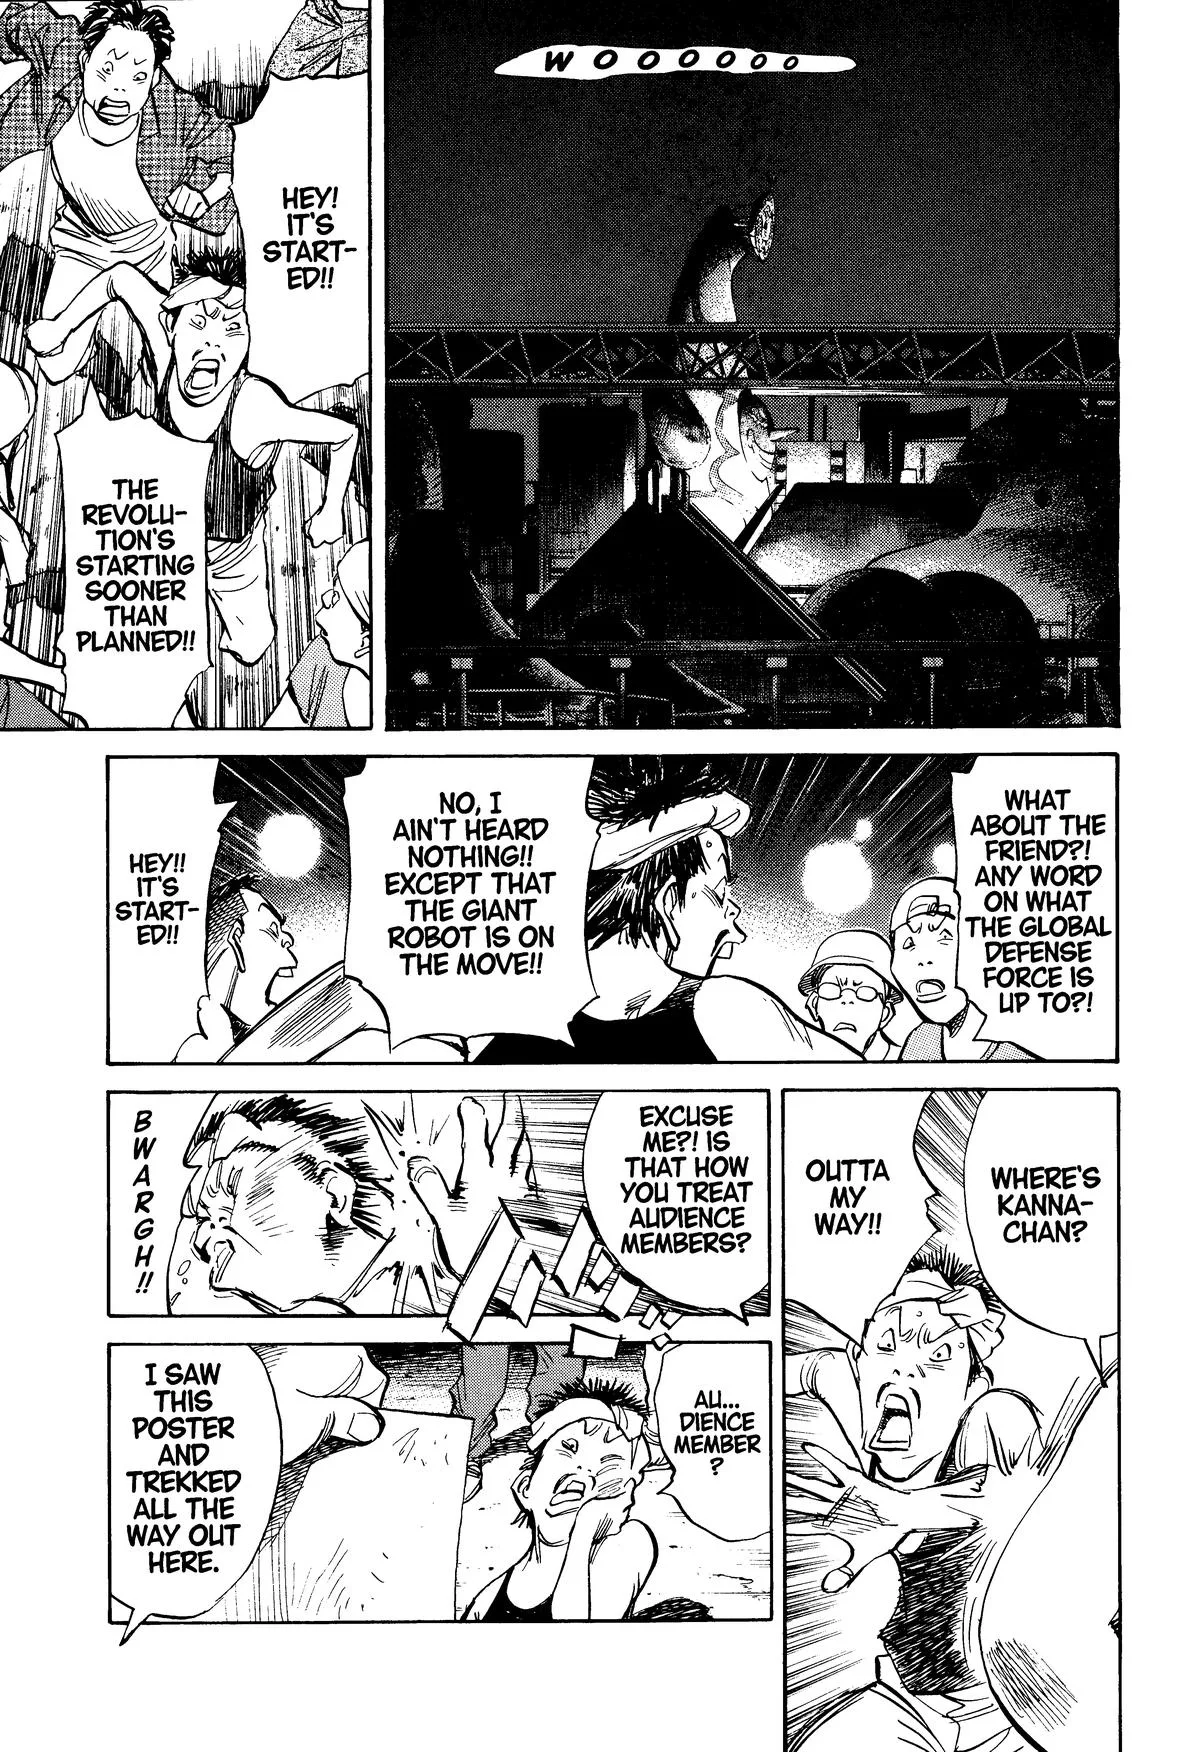 WOOOOOO
HEY!
IT'S
START-
ED!!
THE
REVOLU-
TION'S
STARTING
SOONER
THAN
PLANNED!!
WHAT
ABOUT THE
FRIEND?!
ANY WORD
ON WHAT
THE GLOBAL
DEFENSE
FORCE IS
UP TO?!
NO, I
AIN'T HEARD
NOTHING!!
EXCEPT THAT
THE GIANT
ROBOT IS ON
THE MOVE!!
HEY!!
IT'S
START-
ED!!
WHERE'S
KANNA-
CHAN?
OUTTA
MY
WAY!!
EXCUSE
ME?! IS
THAT HOW
YOU TREAT
AUDIENCE
MEMBERS?
BWARGH!!
AU...
DIENCE
MEMBER
?
I SAW
THIS
POSTER
AND
TREKKED
ALL THE
WAY OUT
HERE.